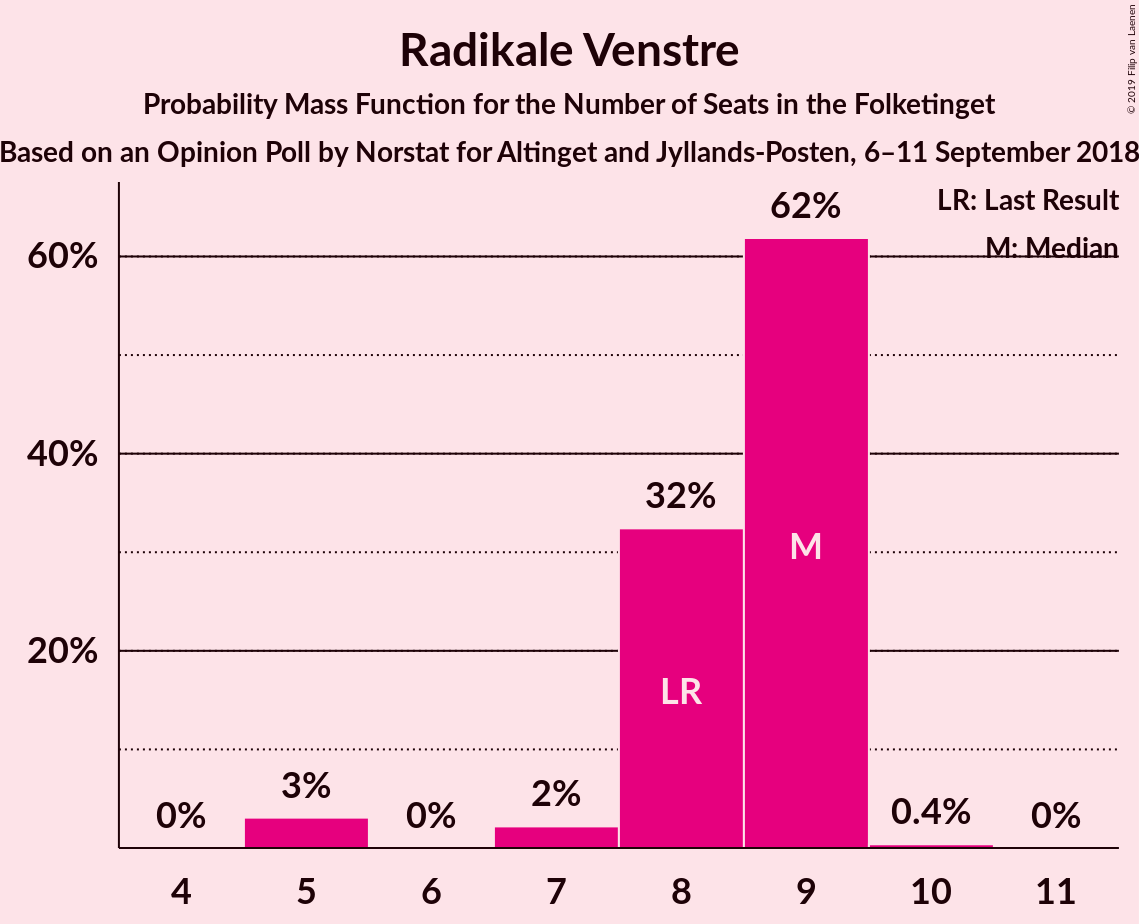 Radikale Venstre
Probability Mass Function for the Number of Seats in the Folketinget
Based on an Opinion Poll by Norstat for Altinget and Jyllands-Posten, 6–11 September 2018
© 2019 Filip van Laenen
LR: Last Result
M: Median
60%
40%
20%
0%
3%
0%
2%
32%
62%
0.4%
0%
LR
M
4 5 6 7 8 9 10 11